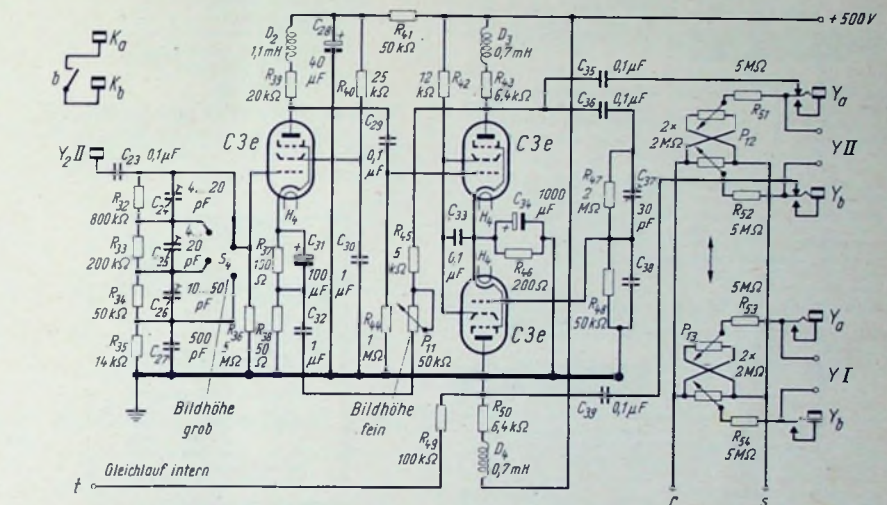 Ka
b
Kb
Y2 II
C23 0,1µF
R32
800kΩ
4...20
pF
C24
R33
200kΩ
4...
20
pF
C25
S4
R34
50kΩ
10...50
pF
C26
R35
14kΩ
C27
500
pF
R36
5
MΩ
R38
50
Ω
R37
C31
100
µF
C32
1
µF
Bildhöhe
grob
D2
1,1mH
R39
20kΩ
C28
40
µF
R41
50kΩ
R40
25
kΩ
C29
0,1
µF
C3e
H4
C30
1
µF
R44
1
MΩ
R42
12
kΩ
D3
0,7mH
R43
6,4kΩ
C3e
H4
C33
0,1
µF
C34
1000
µF
R45
5
kΩ
R46
200Ω
H4
C3e
P11
50kΩ
Bildhöhe
fein
R47
2
MΩ
C37
30
pF
R48
50kΩ
C38
C35
0,1µF
C36
0,1µF
+500V
5MΩ
R51
Ya
2×
2MΩ
P12
Y II
R52
5MΩ
Yb
5MΩ
R53
Ya
P13
2×
2MΩ
Y I
R54
5MΩ
Yb
C39
0,1µF
R49
100kΩ
R50
6,4kΩ
D4
0,7mH
Gleichlauf intern
t
r
s